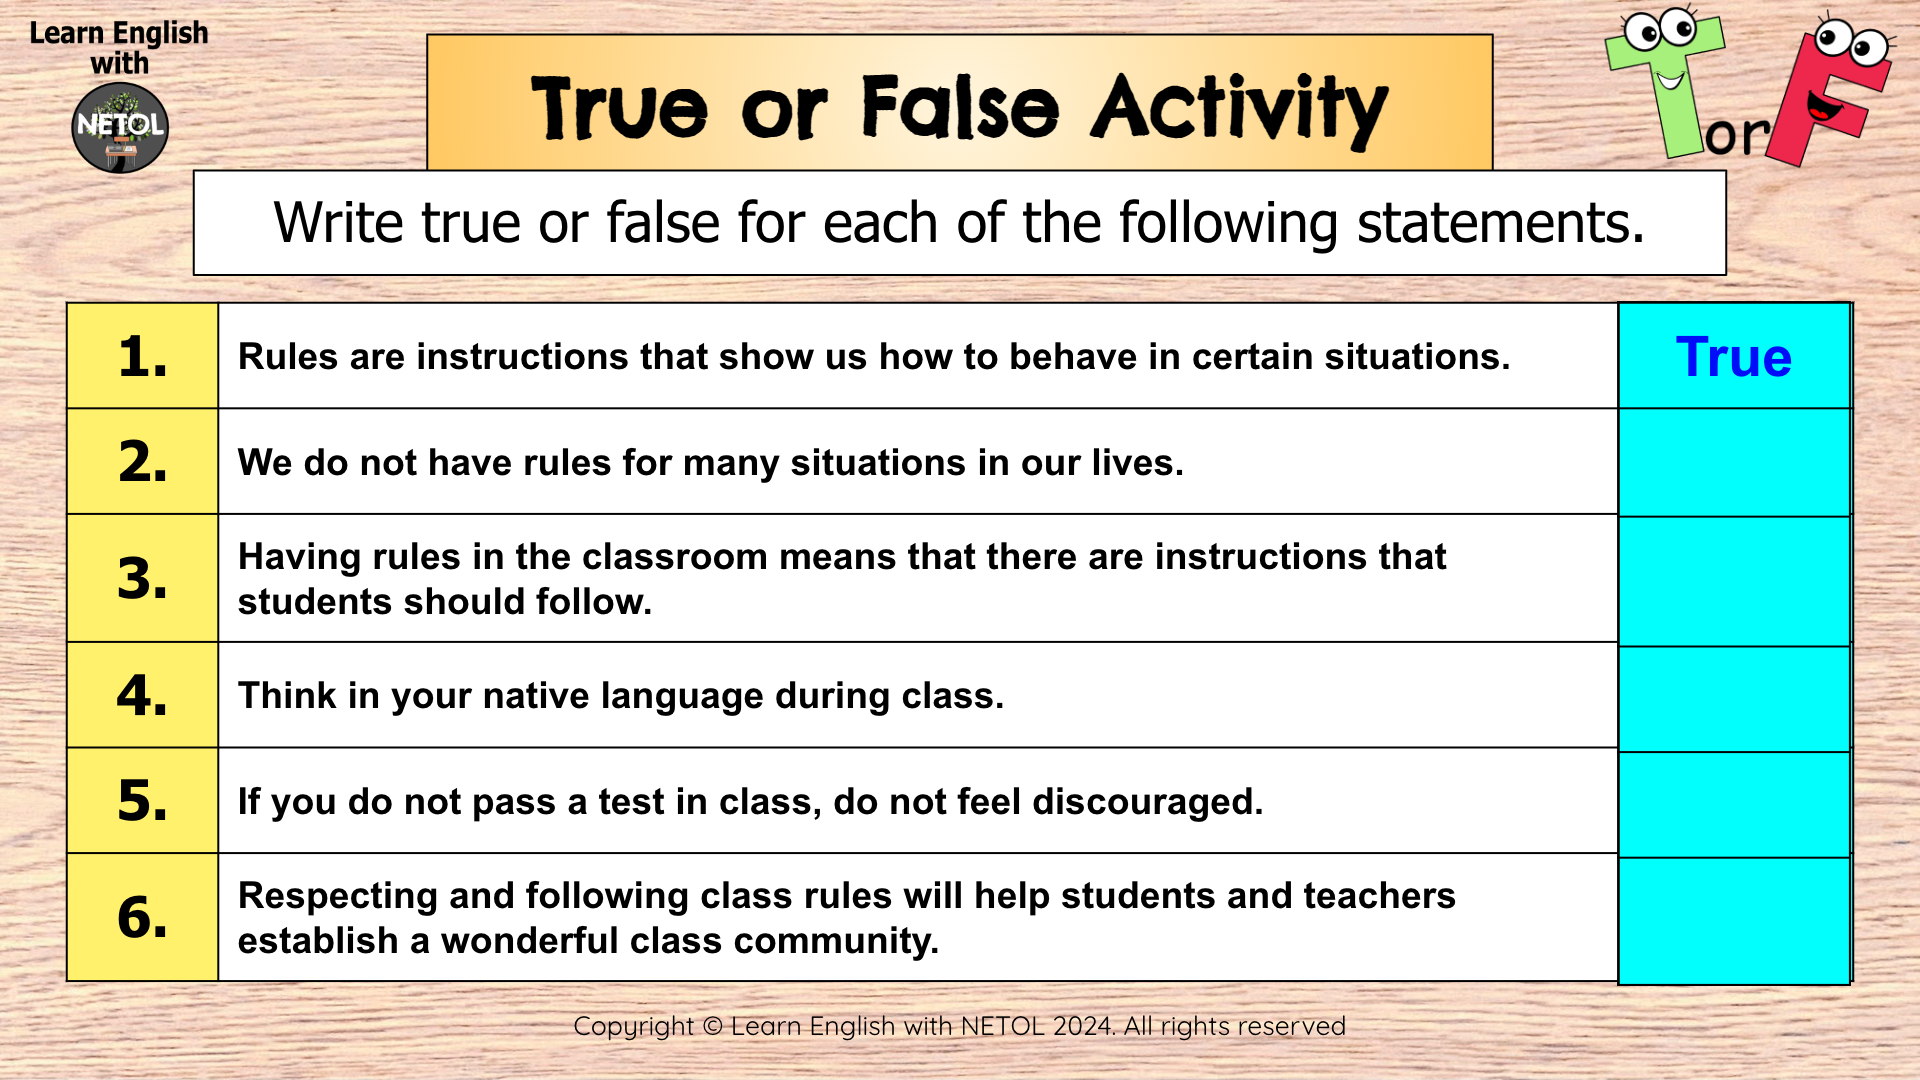 Learn English
with
NETOL
True or False Activity
T or F
Write true or false for each of the following statements.
1. Rules are instructions that show us how to behave in certain situations. True
2. We do not have rules for many situations in our lives.
3. Having rules in the classroom means that there are instructions that
students should follow.
4. Think in your native language during class.
5. If you do not pass a test in class, do not feel discouraged.
6. Respecting and following class rules will help students and teachers
establish a wonderful class community.
Copyright © Learn English with NETOL 2024. All rights reserved